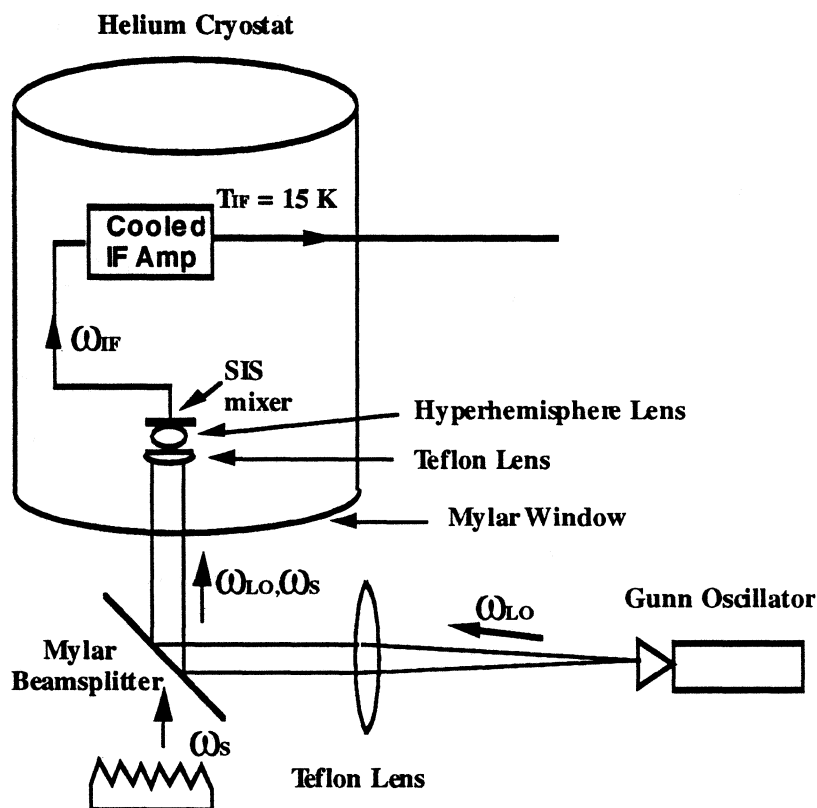 Helium Cryostat
TIF = 15 K
Cooled
IF Amp
ωIF
SIS
mixer
Hyperhemisphere Lens
Teflon Lens
Mylar Window
ωLO,ωS
ωLO
Gunn Oscillator
Mylar
Beamsplitter
ωS
Teflon Lens